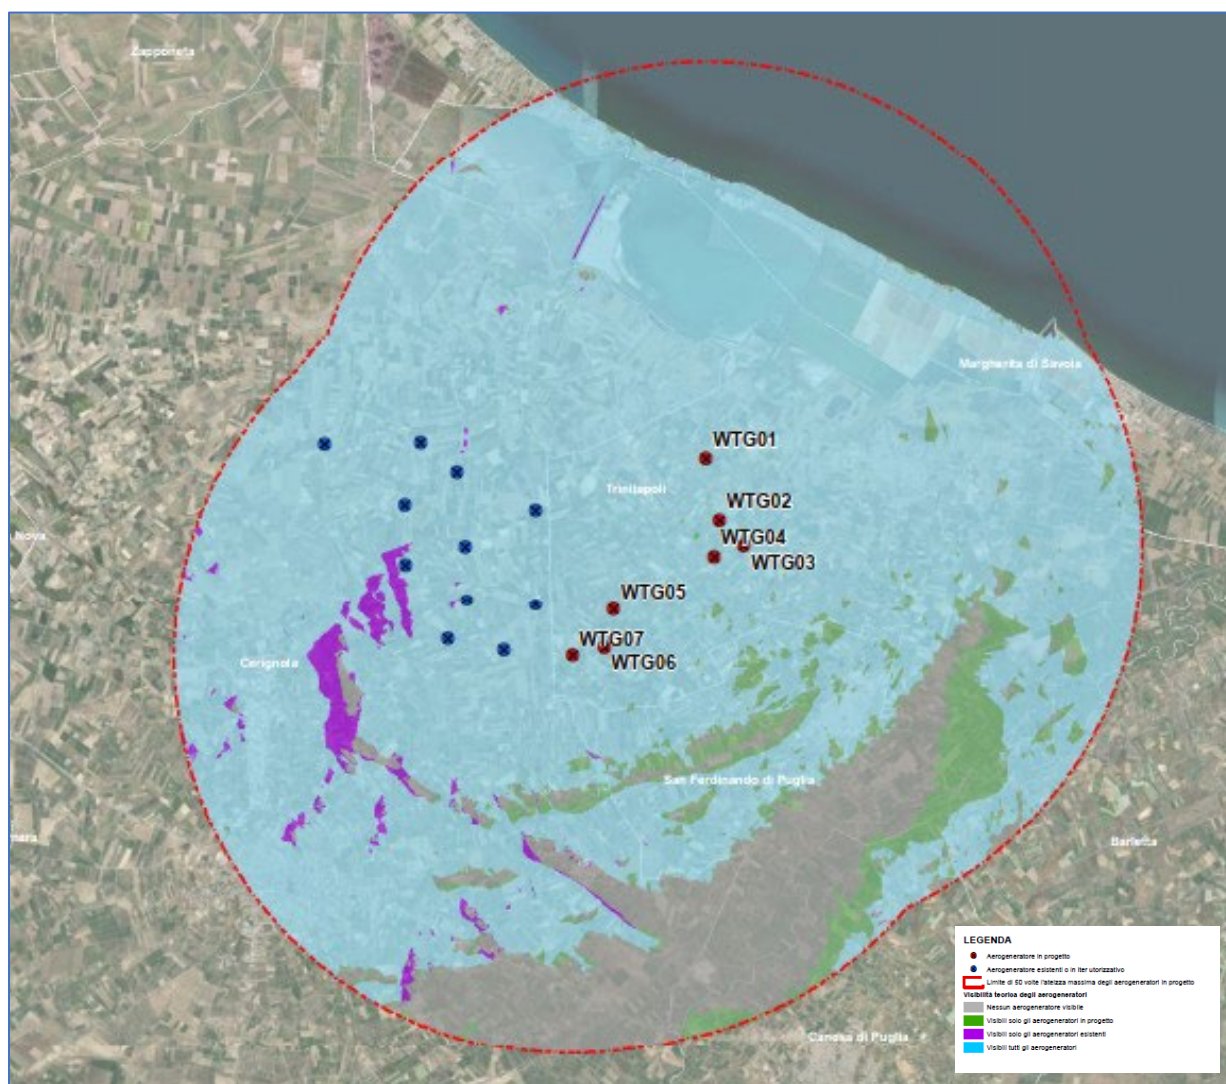 Zapponeta
Margherita di Savoia
WTG01
Trinitapoli
WTG02
WTG04
WTG03
Nova
WTG05
WTG07
WTG06
Cerignola
San Ferdinando di Puglia
Barletta
Canosa di Puglia
LEGENDA
Aerogeneratore in progetto
Aerogeneratore esistenti o in iter utorizzativo
Limite di 50 volte l'atezza massima degli aerogeneratori in progetto
Visibilità teorica degli aerogeneratori
Nessun aerogeneratore visibile
Visibili solo gli aerogeneratori in progetto
Visibili solo gli aerogeneratori esistenti
Visibili tutti gli aerogeneratori